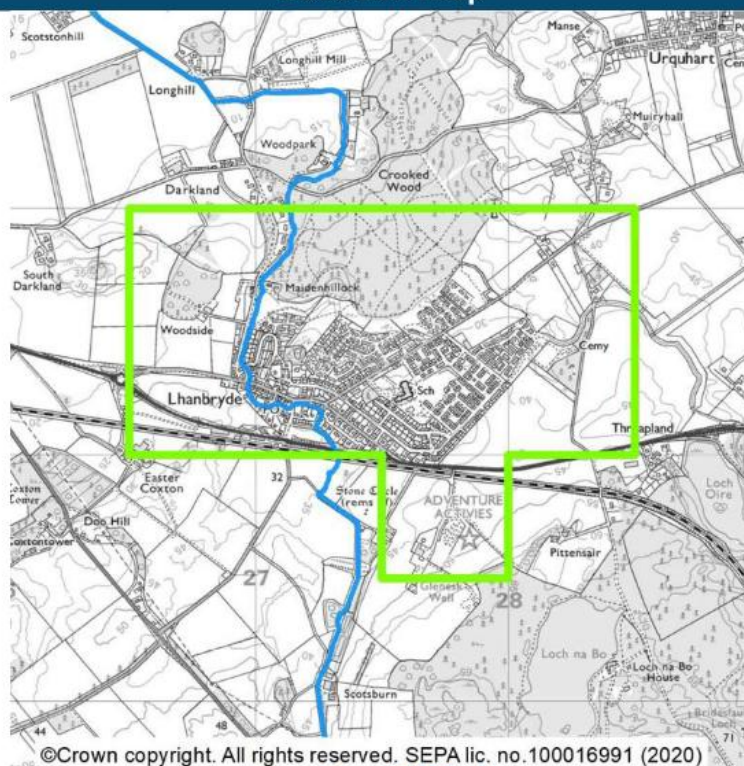 Scotstonhill
Manse
Longhill Mill
Urquhart
Longhill
Muiryhall
Woodpark
Crooked
Wood
Darkland
South
Darkland
Maidenhillock
Woodside
Cemy
Sch
Lhanbryde
Threapland
Easter
Coxton
32
Stone Circle
ADVENTURE
ACTIVIES
Loch
Oire
Doo Hill
Pittensair
27
28
Loch na Bo
Loch na Bo
House
Scotsburn
44
48
71
©Crown copyright. All rights reserved. SEPA lic. no.100016991 (2020)